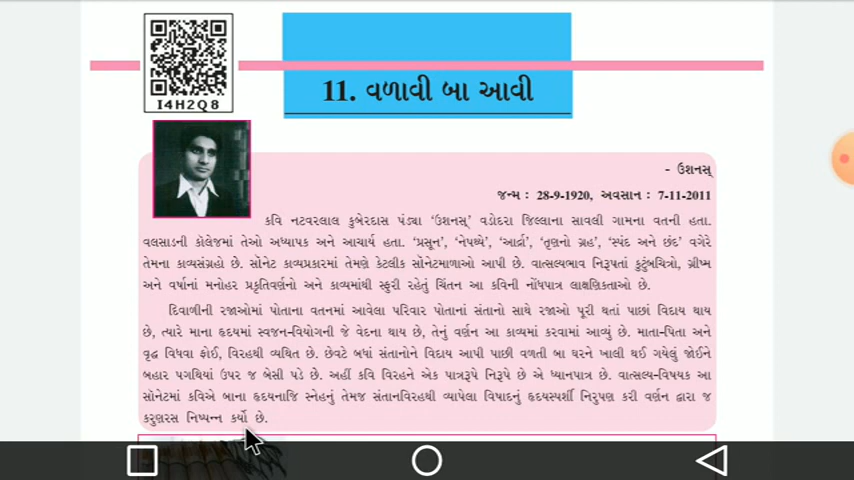 I4H2Q8
11. વળાવી બા આવી
- ઉશનસ્
જન્મ : 28-9-1920, અવસાન : 7-11-2011
કવિ નટવરલાલ કુબેરદાસ પંડ્યા ‘ઉશનસ્’ વડોદરા જિલ્લાના સાવલી ગામના વતની હતા.
વલસાડની કૉલેજમાં તેઓ અધ્યાપક અને આચાર્ય હતા. ‘પ્રસૂન’, ‘નેપથ્યે’, ‘આર્દ્રા’, ‘તૃણનો ગ્રહ’, ‘સ્પંદ અને છંદ’ વગેરે
તેમના કાવ્યસંગ્રહો છે. સૉનેટ કાવ્યપ્રકારમાં તેમણે કેટલીક સૉનેટમાળાઓ આપી છે. વાત્સલ્યભાવ નિરૂપતાં કુટુંબચિત્રો, ગ્રીષ્મ
અને વર્ષાનાં મનોહર પ્રકૃતિવર્ણનો અને કાવ્યમાંથી સ્ફુરી રહેતું ચિંતન આ કવિની નોંધપાત્ર લાક્ષણિકતાઓ છે.
દિવાળીની રજાઓમાં પોતાના વતનમાં આવેલા પરિવાર પોતાનાં સંતાનો સાથે રજાઓ પૂરી થતાં પાછાં વિદાય થાય
છે, ત્યારે માના હૃદયમાં સ્વજન-વિયોગની જે વેદના થાય છે, તેનું વર્ણન આ કાવ્યમાં કરવામાં આવ્યું છે. માતા-પિતા અને
વૃદ્ધ વિધવા ફોઈ, વિરહથી વ્યથિત છે. છેવટે બધાં સંતાનોને વિદાય આપી પાછી વળતી બા ઘરને ખાલી થઈ ગયેલું જોઈને
બહાર પગથિયાં ઉપર જ બેસી પડે છે. અહીં કવિ વિરહને એક પાત્રરૂપે નિરૂપે છે એ ધ્યાનપાત્ર છે. વાત્સલ્ય-વિષયક આ
સૉનેટમાં કવિએ બાના હૃદયનાજિ સ્નેહનું તેમજ સંતાનવિરહથી વ્યાપેલા વિષાદનું હૃદયસ્પર્શી નિરુપણ કરી વર્ણન દ્વારા જ
કરુણરસ નિષ્પન્ન કર્યો છે.